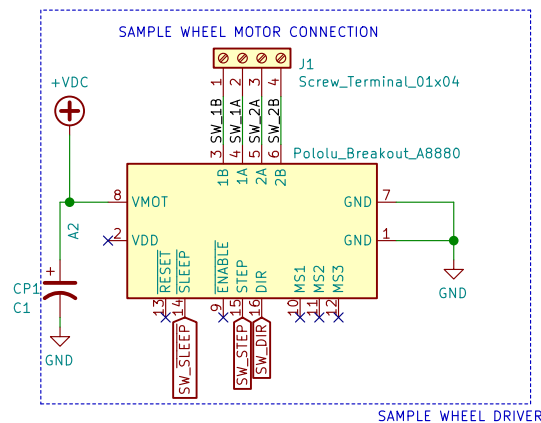 SAMPLE WHEEL MOTOR CONNECTION
J1
Screw_Terminal_01x04
+VDC
1
2
3
4
SW_1B
SW_1A
SW_2A
SW_2B
3
4
5
6
Pololu_Breakout_A8880
1B
1A
2A
2B
8
VMOT
GND
7
A2
2
VDD
GND
1
RESET
SLEEP
ENABLE
STEP
DIR
MS1
MS2
MS3
+
CP1
C1
GND
GND
13
14
9
15
16
10
11
12
SW_SLEEP
SW_STEP
SW_DIR
SAMPLE WHEEL DRIVER